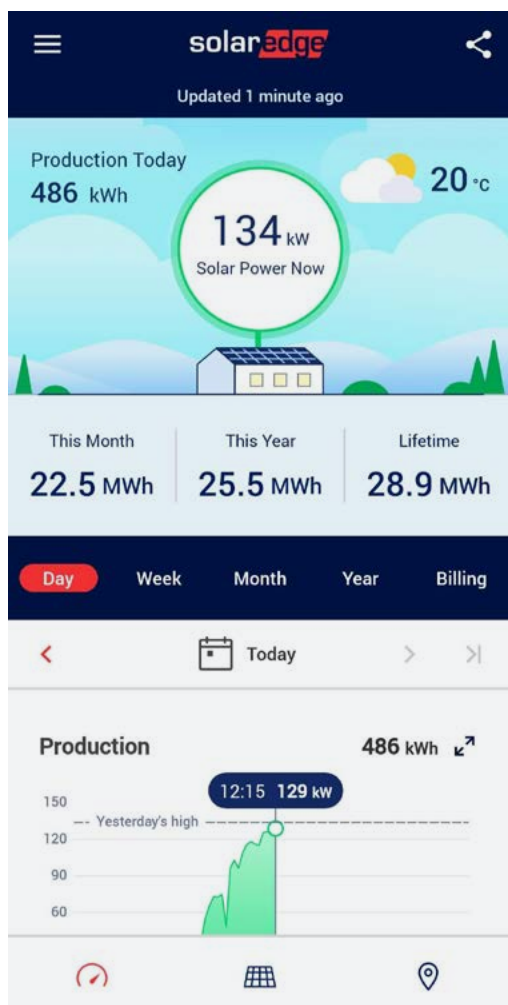 solaredge
Updated 1 minute ago
Production Today
486 kWh
20 °C
134 kW
Solar Power Now
This Month
This Year
Lifetime
22.5 MWh
25.5 MWh
28.9 MWh
Day Week Month Year Billing
Today
Production
486 kWh
12:15 129 kW
150
Yesterday's high
120
90
60